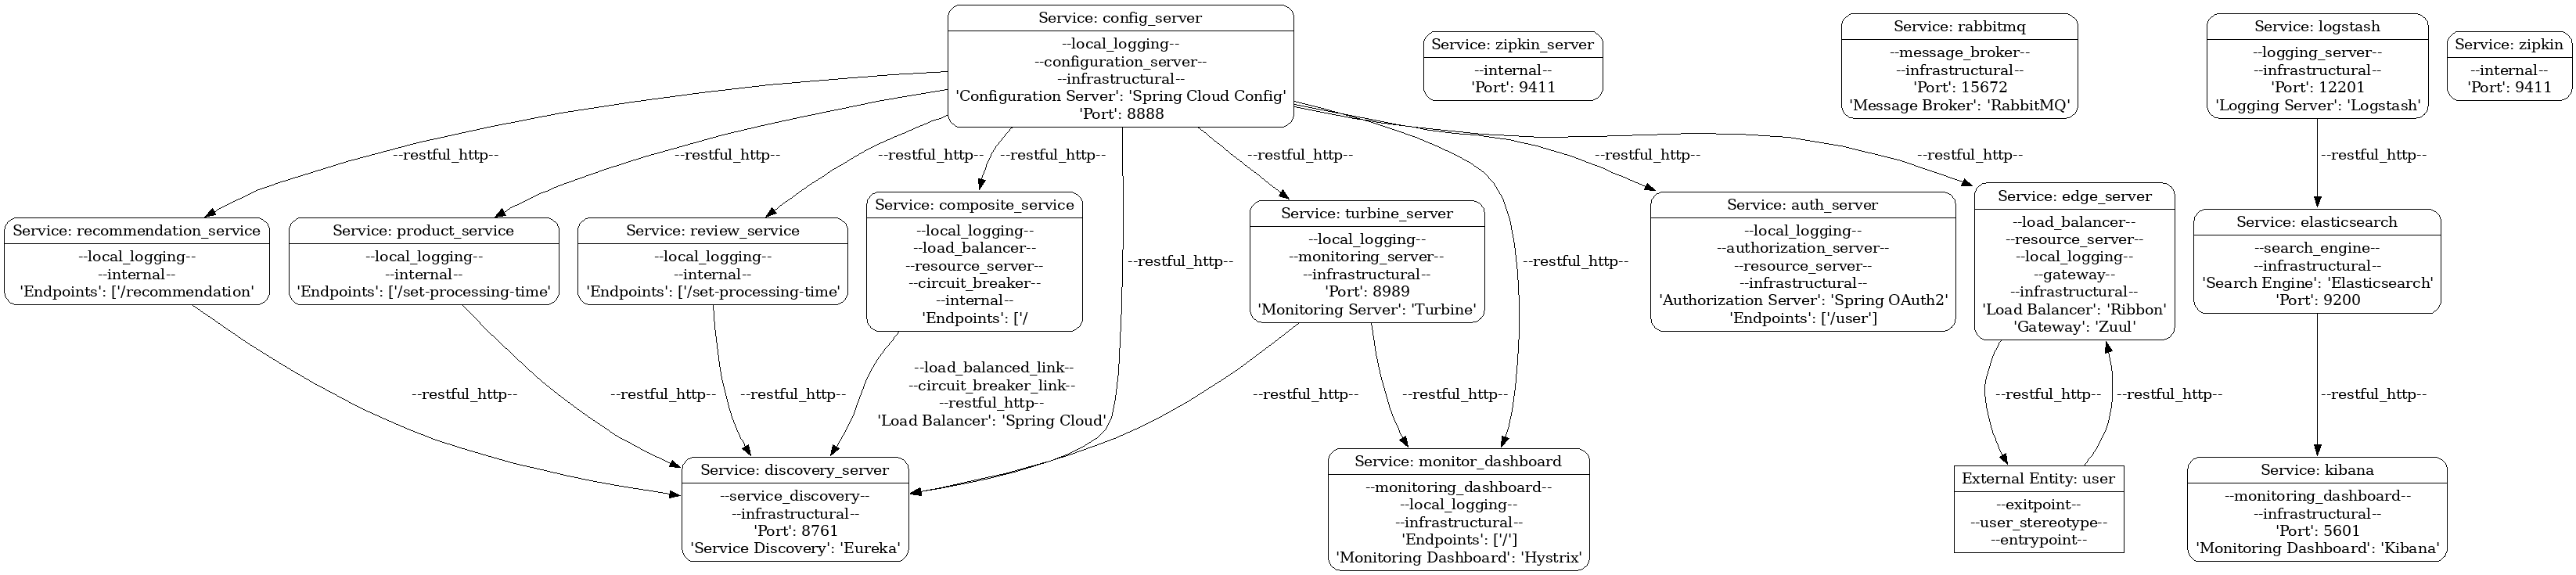 Service: config_server
--local_logging--
--configuration_server--
--infrastructural--
'Configuration Server': 'Spring Cloud Config'
'Port': 8888
Service: zipkin_server
--internal--
'Port': 9411
Service: rabbitmq
--message_broker--
--infrastructural--
'Port': 15672
'Message Broker': 'RabbitMQ'
Service: logstash
--logging_server--
--infrastructural--
'Port': 12201
'Logging Server': 'Logstash'
Service: zipkin
--internal--
'Port': 9411
--restful_http--
--restful_http--
--restful_http--
--restful_http--
--restful_http--
--restful_http--
--restful_http--
--restful_http--
Service: recommendation_service
--local_logging--
--internal--
'Endpoints': ['/recommendation'
Service: product_service
--local_logging--
--internal--
'Endpoints': ['/set-processing-time'
Service: review_service
--local_logging--
--internal--
'Endpoints': ['/set-processing-time'
Service: composite_service
--local_logging--
--load_balancer--
--resource_server--
--circuit_breaker--
--internal--
'Endpoints': ['/
--restful_http--
Service: turbine_server
--local_logging--
--monitoring_server--
--infrastructural--
'Port': 8989
'Monitoring Server': 'Turbine'
--restful_http--
Service: auth_server
--local_logging--
--authorization_server--
--resource_server--
--infrastructural--
'Authorization Server': 'Spring OAuth2'
'Endpoints': ['/user']
Service: edge_server
--load_balancer--
--resource_server--
--local_logging--
--gateway--
--infrastructural--
'Load Balancer': 'Ribbon'
'Gateway': 'Zuul'
Service: elasticsearch
--search_engine--
--infrastructural--
'Search Engine': 'Elasticsearch'
'Port': 9200
--restful_http--
--restful_http--
--restful_http--
--load_balanced_link--
--circuit_breaker_link--
--restful_http--
'Load Balancer': 'Spring Cloud'
--restful_http--
--restful_http--
--restful_http--
--restful_http--
--restful_http--
Service: discovery_server
--service_discovery--
--infrastructural--
'Port': 8761
'Service Discovery': 'Eureka'
Service: monitor_dashboard
--monitoring_dashboard--
--local_logging--
--infrastructural--
'Endpoints': ['/']
'Monitoring Dashboard': 'Hystrix'
External Entity: user
--exitpoint--
--user_stereotype--
--entrypoint--
Service: kibana
--monitoring_dashboard--
--infrastructural--
'Port': 5601
'Monitoring Dashboard': 'Kibana'